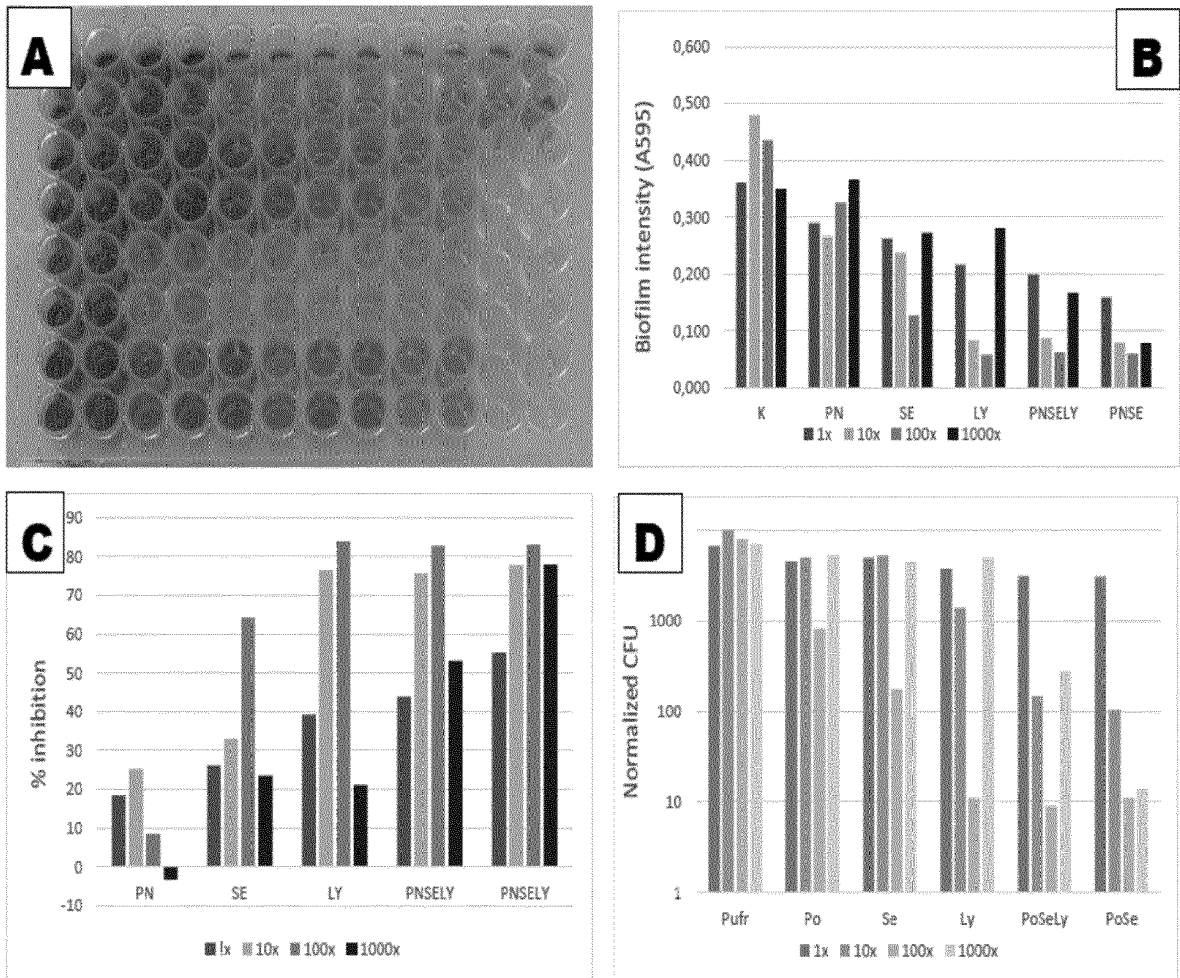 A
B
0,600
0,500
0,400
0,300
0,200
0,100
0,000
Biofilm intensity (A595)
K PN SE LY PNSELY PNSE
1x 10x 100x 1000x
C
90
80
70
60
50
40
30
20
10
0
-10
% inhibition
PN SE LY PNSELY PNSELY
!x 10x 100x 1000x
D
1000
100
10
1
Normalized CFU
Pufr Po Se Ly PoSeLy PoSe
1x 10x 100x 1000x